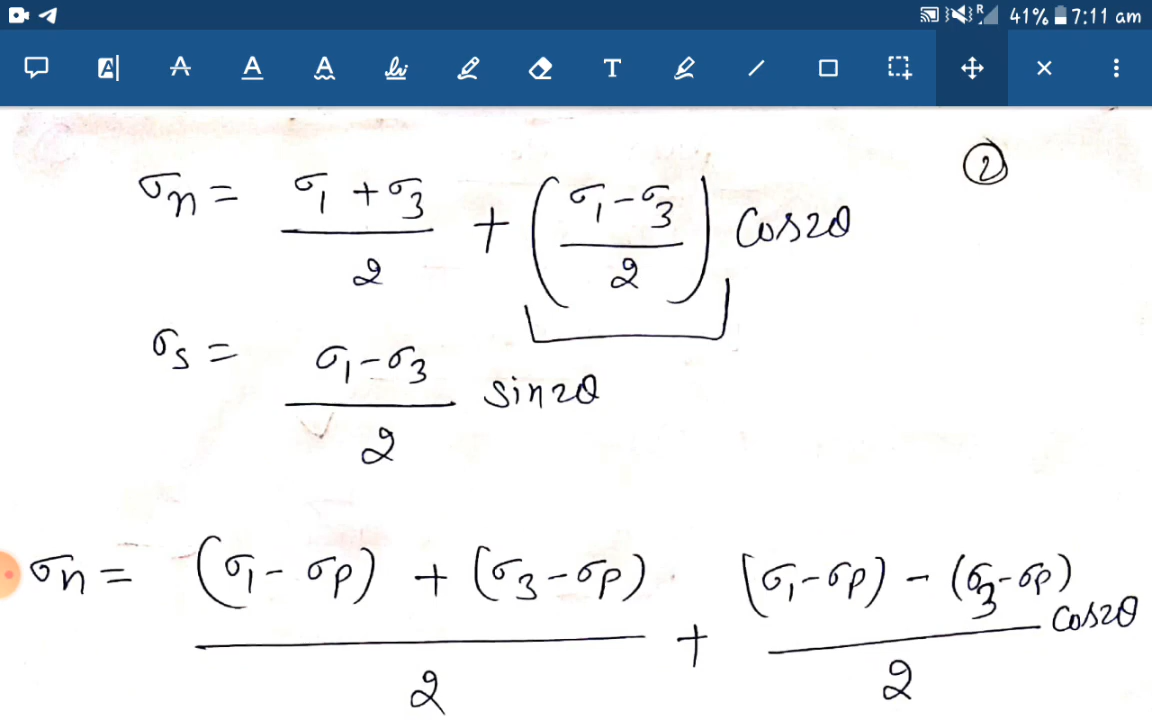 41% 7:11 am
A A A A T
②
σn = (σ1 + σ3)/2 + ((σ1 - σ3)/2) Cos2θ
σs = (σ1 - σ3)/2 sin2θ
σn = ((σ1 - σp) + (σ3 - σp))/2 + ((σ1 - σp) - (σ3 - σp))/2 Cos2θ